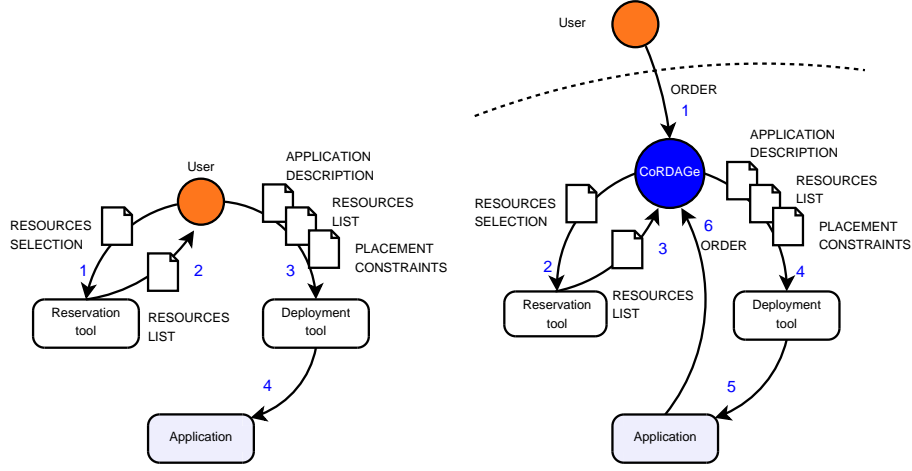 User
APPLICATION
DESCRIPTION
RESOURCES
LIST
PLACEMENT
CONSTRAINTS
RESOURCES
SELECTION
1
2
3
Reservation
tool
RESOURCES
LIST
Deployment
tool
4
Application
User
ORDER
1
CoRDAGe
APPLICATION
DESCRIPTION
RESOURCES
LIST
PLACEMENT
CONSTRAINTS
RESOURCES
SELECTION
6
ORDER
2
3
4
Reservation
tool
RESOURCES
LIST
Deployment
tool
5
Application